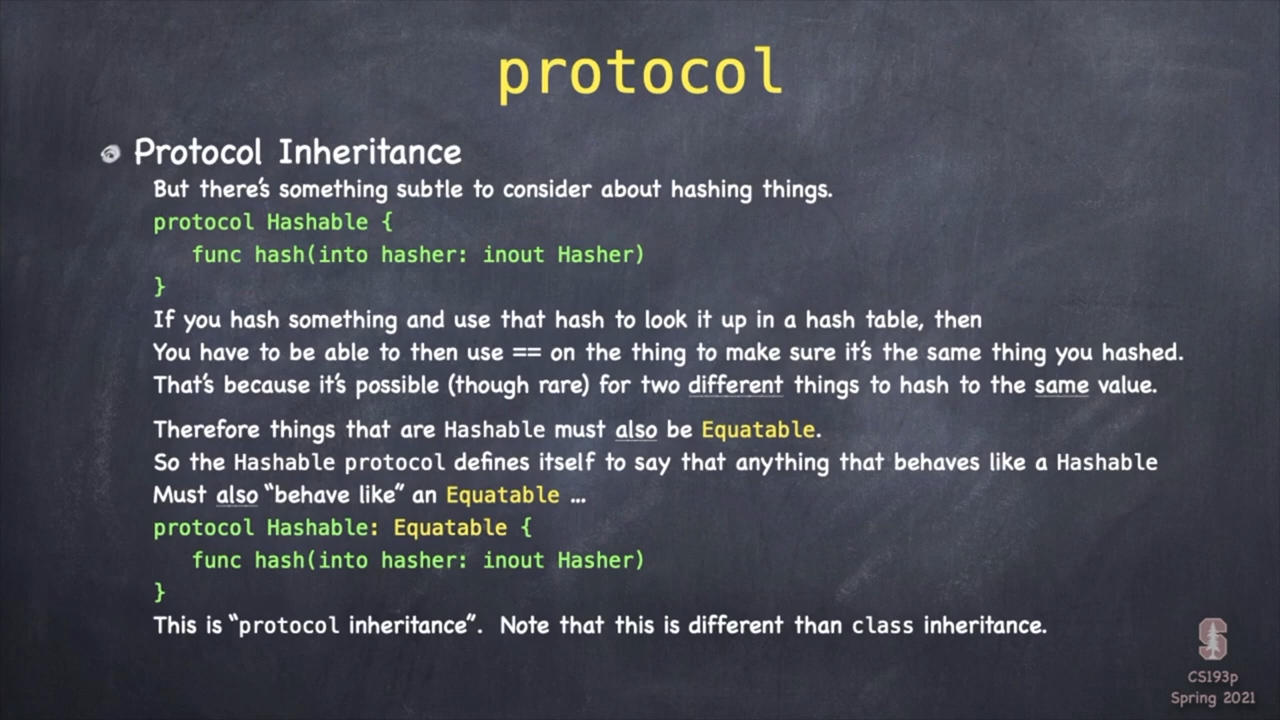 protocol
Protocol Inheritance
But there's something subtle to consider about hashing things.
protocol Hashable {
func hash(into hasher: inout Hasher)
}
If you hash something and use that hash to look it up in a hash table, then
You have to be able to then use == on the thing to make sure it's the same thing you hashed.
That's because it's possible (though rare) for two different things to hash to the same value.
Therefore things that are Hashable must also be Equatable.
So the Hashable protocol defines itself to say that anything that behaves like a Hashable
Must also “behave like” an Equatable …
protocol Hashable: Equatable {
func hash(into hasher: inout Hasher)
}
This is “protocol inheritance”. Note that this is different than class inheritance.
S
CS193p
Spring 2021